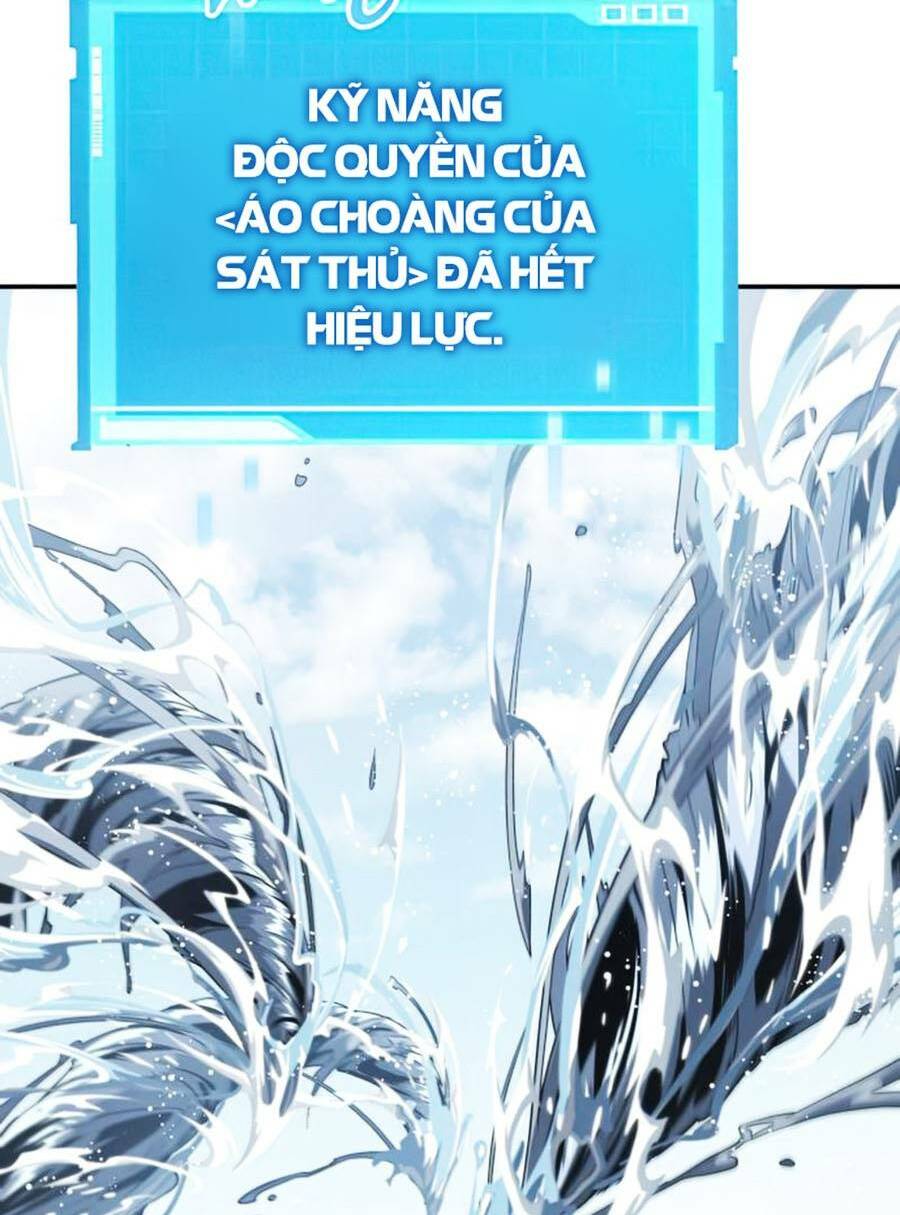 KỸ NĂNG
ĐỘC QUYỀN CỦA
<ÁO CHOÀNG CỦA
SÁT THỦ> ĐÃ HẾT
HIỆU LỰC.